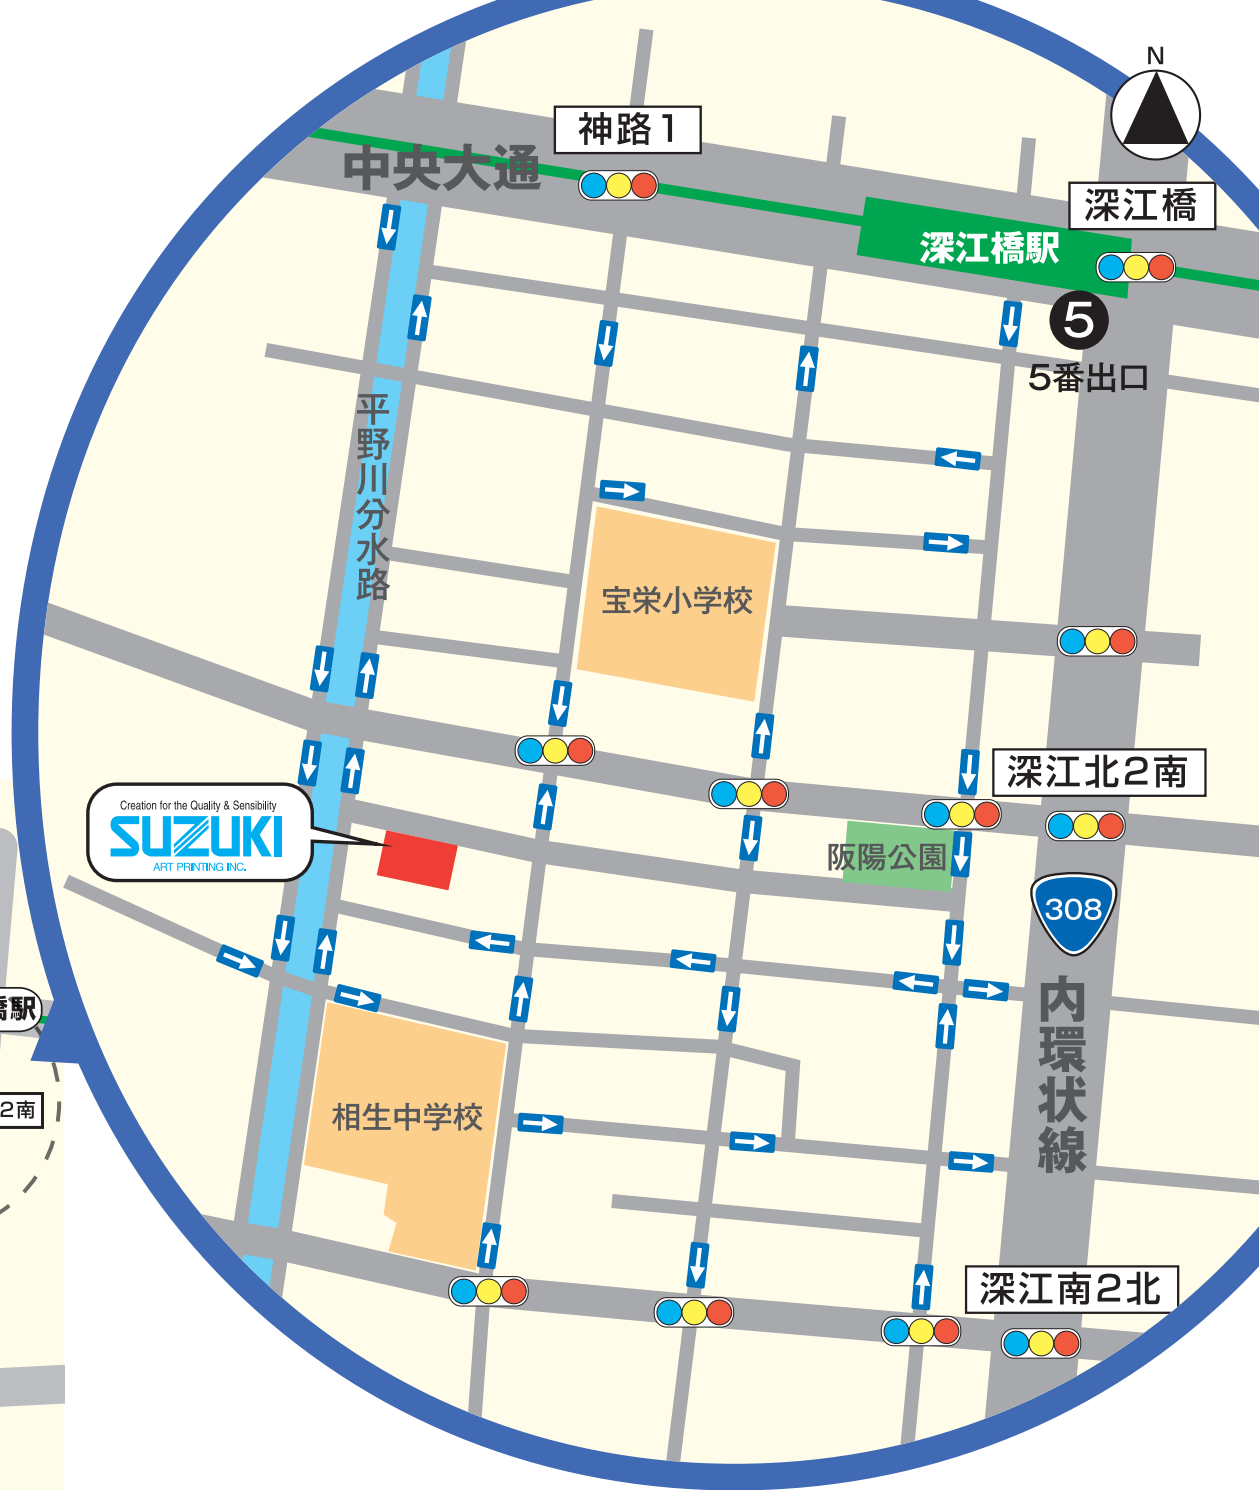 N
神路1
中央大通
深江橋
深江橋駅
5
5番出口
平野川分水路
宝栄小学校
深江北2南
Creation for the Quality & Sensibility
SUZUKI
ART PRINTING INC.
阪陽公園
308
内環状線
橋駅
2南
相生中学校
深江南2北